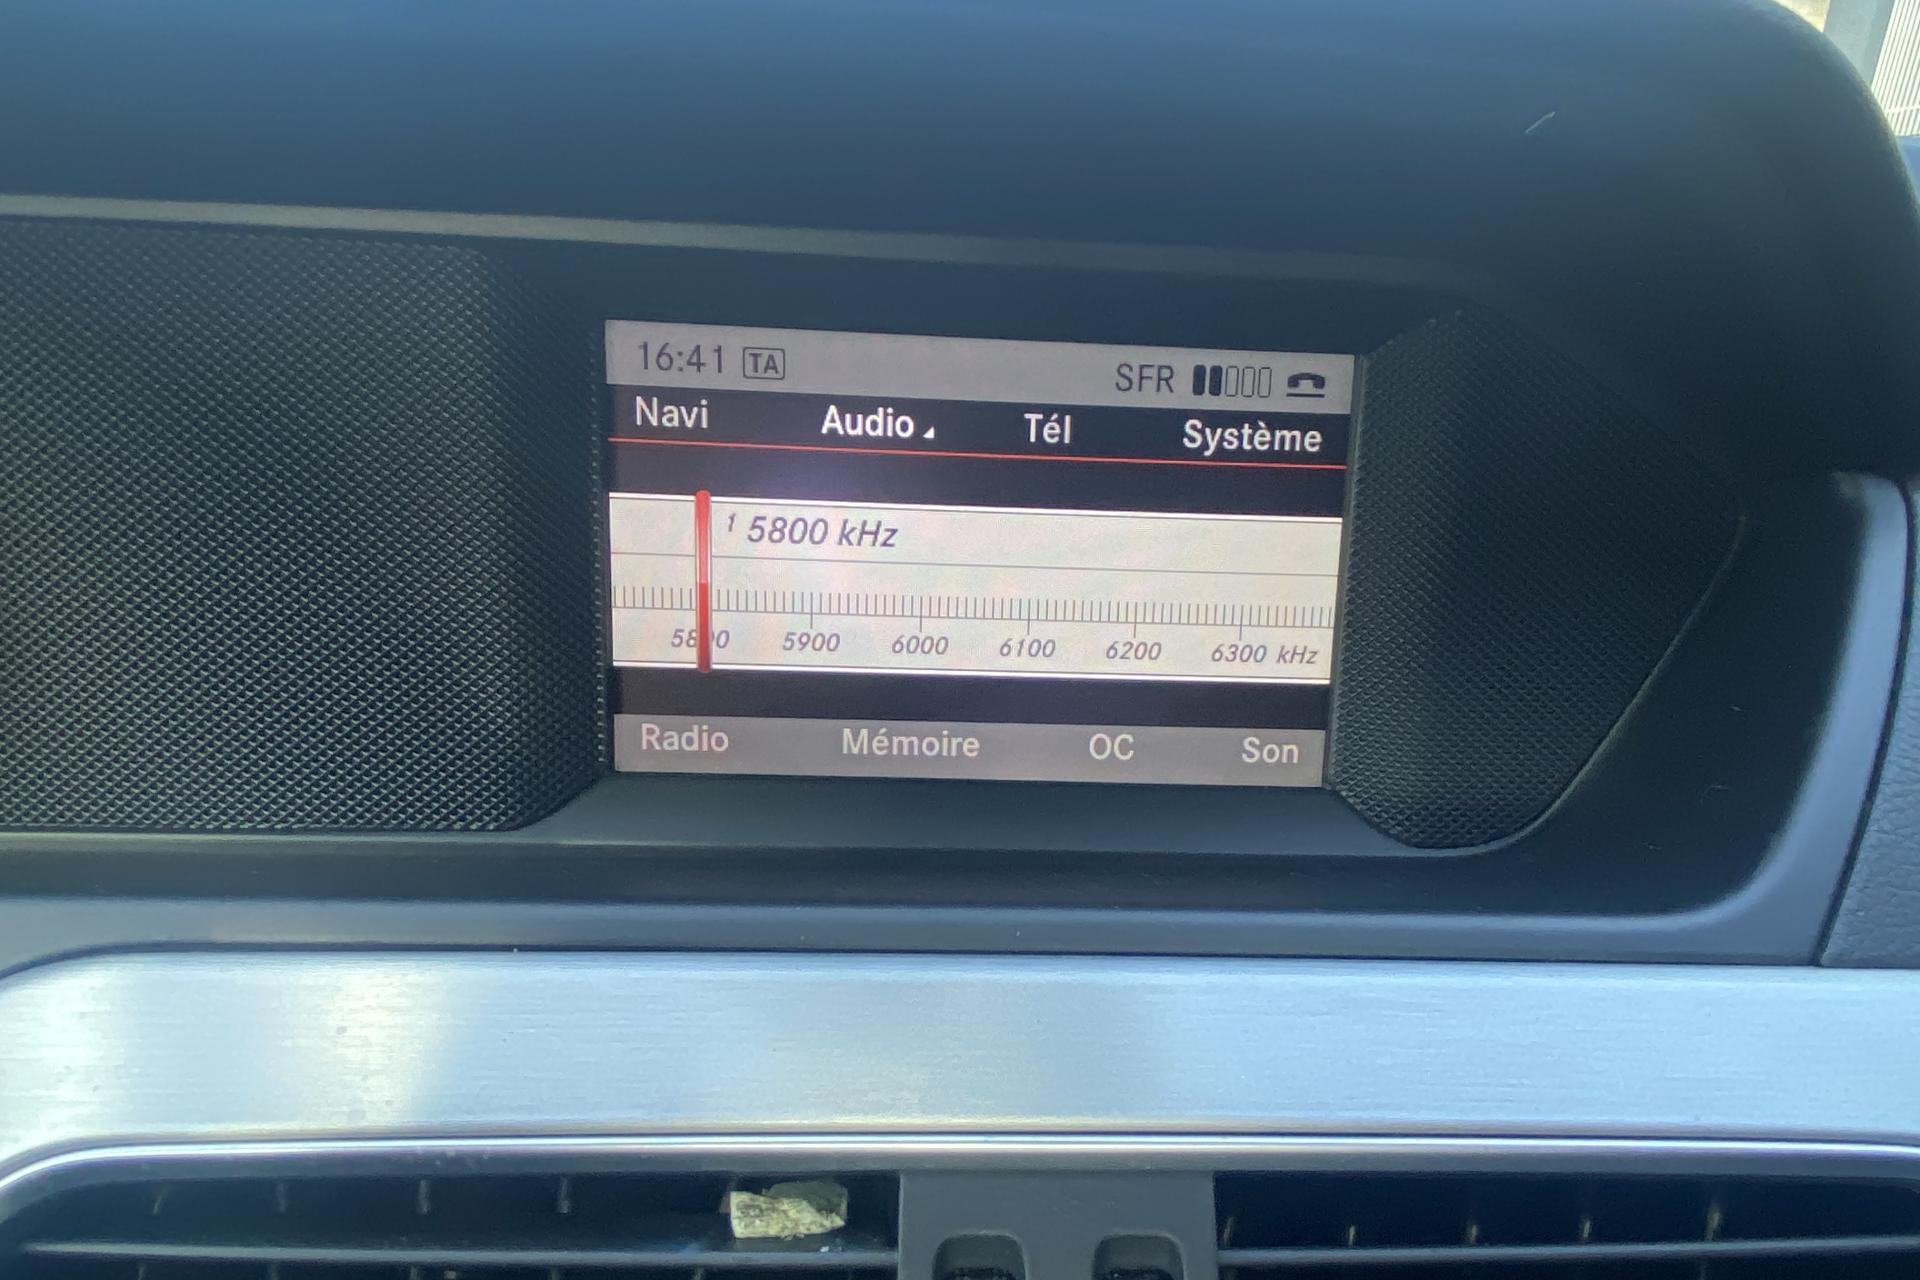 16:41 TA SFR
Navi Audio Tél Système
1 5800 kHz
5800 5900 6000 6100 6200 6300 kHz
Radio Mémoire OC Son